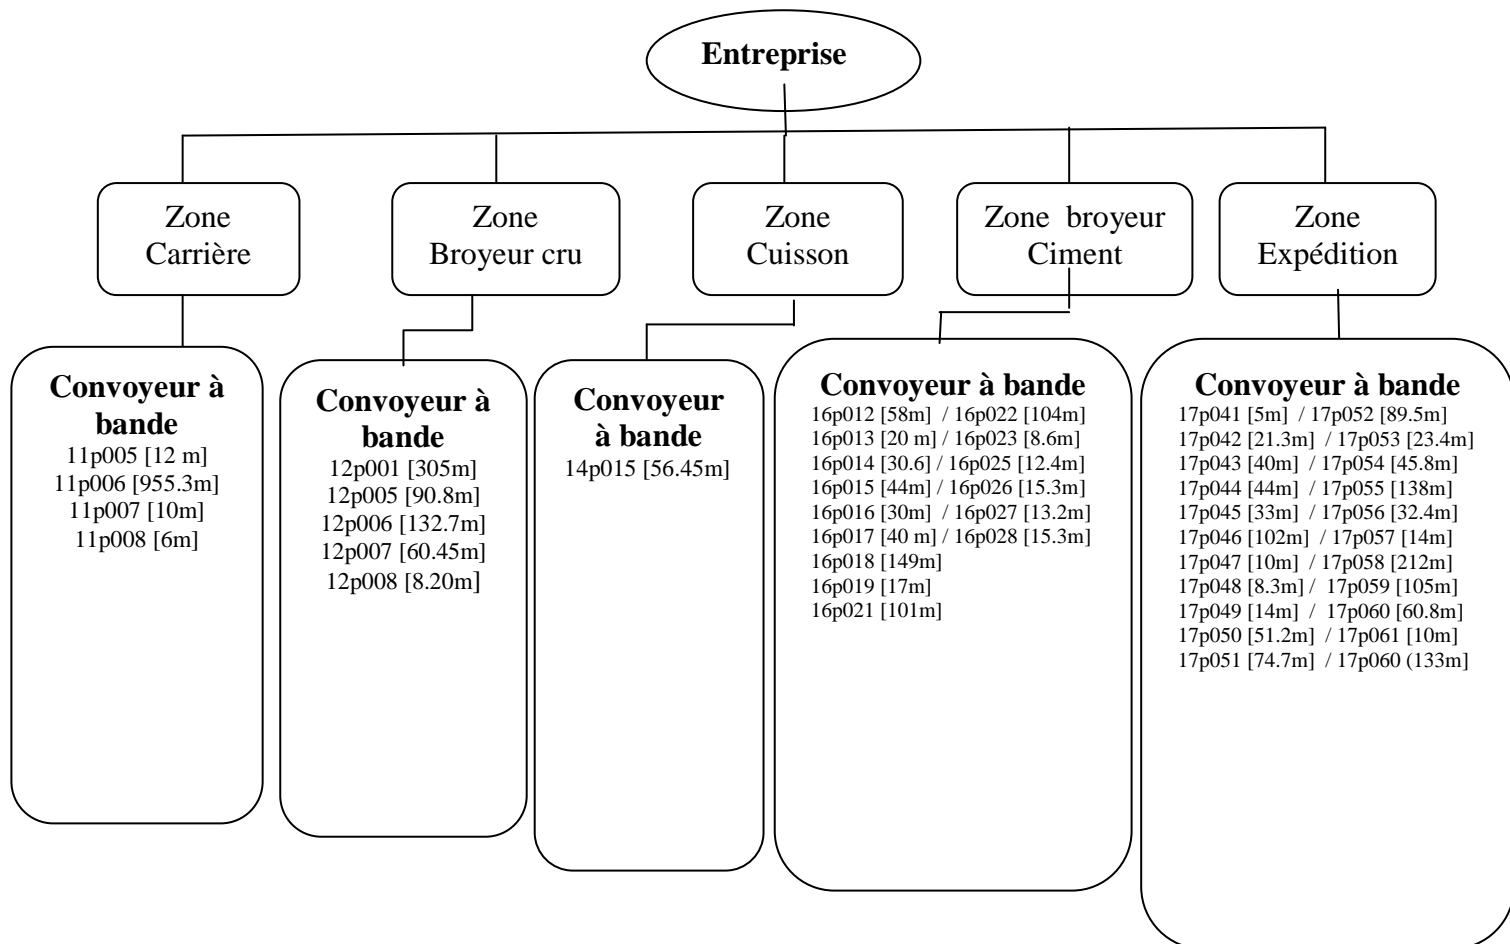 Entreprise
Zone
Carrière
Zone
Broyeur cru
Zone
Cuisson
Zone broyeur
Ciment
Zone
Expédition
Convoyeur à
bande
11p005 [12 m]
11p006 [955.3m]
11p007 [10m]
11p008 [6m]
Convoyeur à
bande
12p001 [305m]
12p005 [90.8m]
12p006 [132.7m]
12p007 [60.45m]
12p008 [8.20m]
Convoyeur
à bande
14p015 [56.45m]
Convoyeur à bande
16p012 [58m] / 16p022 [104m]
16p013 [20 m] / 16p023 [8.6m]
16p014 [30.6] / 16p025 [12.4m]
16p015 [44m] / 16p026 [15.3m]
16p016 [30m] / 16p027 [13.2m]
16p017 [40 m] / 16p028 [15.3m]
16p018 [149m]
16p019 [17m]
16p021 [101m]
Convoyeur à bande
17p041 [5m] / 17p052 [89.5m]
17p042 [21.3m] / 17p053 [23.4m]
17p043 [40m] / 17p054 [45.8m]
17p044 [44m] / 17p055 [138m]
17p045 [33m] / 17p056 [32.4m]
17p046 [102m] / 17p057 [14m]
17p047 [10m] / 17p058 [212m]
17p048 [8.3m] / 17p059 [105m]
17p049 [14m] / 17p060 [60.8m]
17p050 [51.2m] / 17p061 [10m]
17p051 [74.7m] / 17p060 (133m]